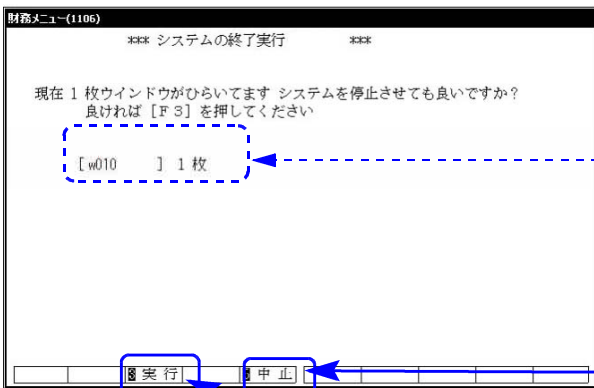 財務メニュー(1106)
*** システムの終了実行 ***
現在 1 枚ウインドウがひらいてます システムを停止させても良いですか?
良ければ [F3] を押してください
[w010 ] 1 枚
実 行 中 止